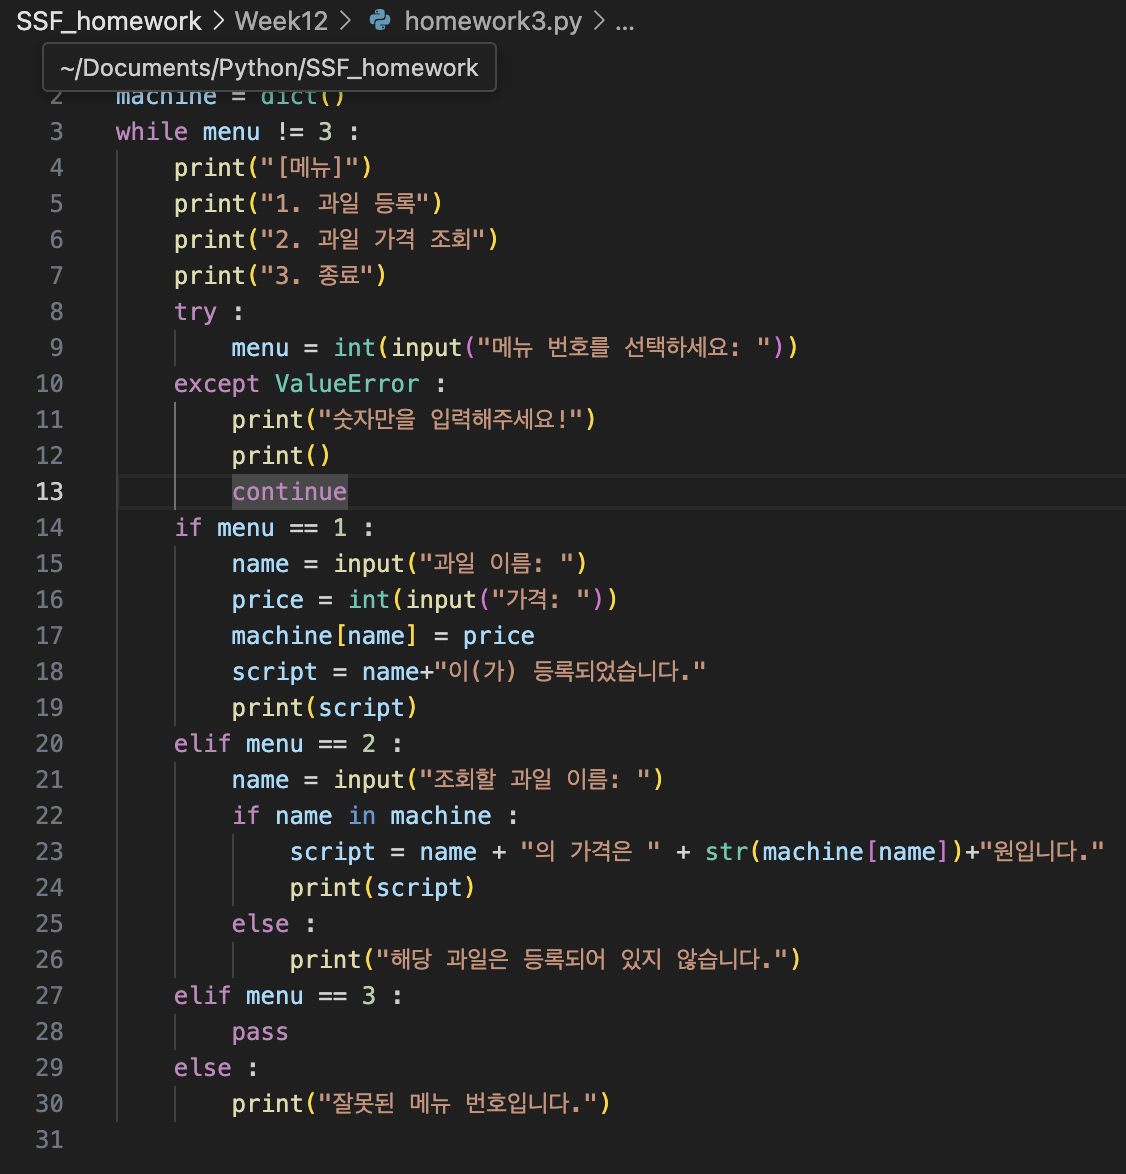 SSF_homework > Week12 > homework3.py > ...
~/Documents/Python/SSF_homework
2 machine = dict()
3 while menu != 3 :
4 print("[메뉴]")
5 print("1. 과일 등록")
6 print("2. 과일 가격 조회")
7 print("3. 종료")
8 try :
9 menu = int(input("메뉴 번호를 선택하세요: "))
10 except ValueError :
11 print("숫자만을 입력해주세요!")
12 print()
13 continue
14 if menu == 1 :
15 name = input("과일 이름: ")
16 price = int(input("가격: "))
17 machine[name] = price
18 script = name+"이(가) 등록되었습니다."
19 print(script)
20 elif menu == 2 :
21 name = input("조회할 과일 이름: ")
22 if name in machine :
23 script = name + "의 가격은 " + str(machine[name])+"원입니다."
24 print(script)
25 else :
26 print("해당 과일은 등록되어 있지 않습니다.")
27 elif menu == 3 :
28 pass
29 else :
30 print("잘못된 메뉴 번호입니다.")
31